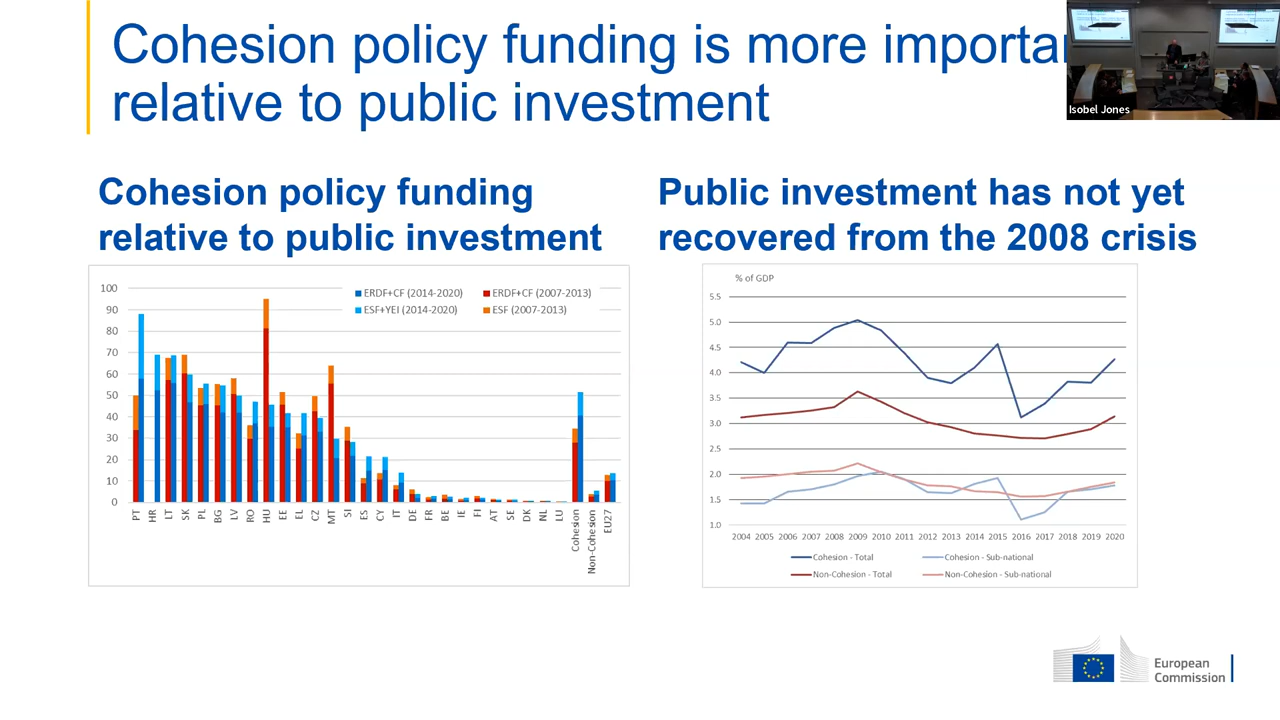 Cohesion policy funding is more importa
relative to public investment
Isobel Jones
Cohesion policy funding
relative to public investment
100
90
80
70
60
50
40
30
20
10
0
ERDF+CF (2014-2020)
ERDF+CF (2007-2013)
ESF+YEI (2014-2020)
ESF (2007-2013)
PT
HR
LT
SK
PL
BG
LV
RO
HU
EE
EL
CZ
MT
SI
ES
CY
IT
DE
FR
BE
IE
FI
AT
SE
DK
NL
LU
Cohesion
Non-Cohesion
EU27
Public investment has not yet
recovered from the 2008 crisis
% of GDP
5.5
5.0
4.5
4.0
3.5
3.0
2.5
2.0
1.5
1.0
2004 2005 2006 2007 2008 2009 2010 2011 2012 2013 2014 2015 2016 2017 2018 2019 2020
Cohesion - Total
Cohesion - Sub-national
Non-Cohesion - Total
Non-Cohesion - Sub-national
European
Commission